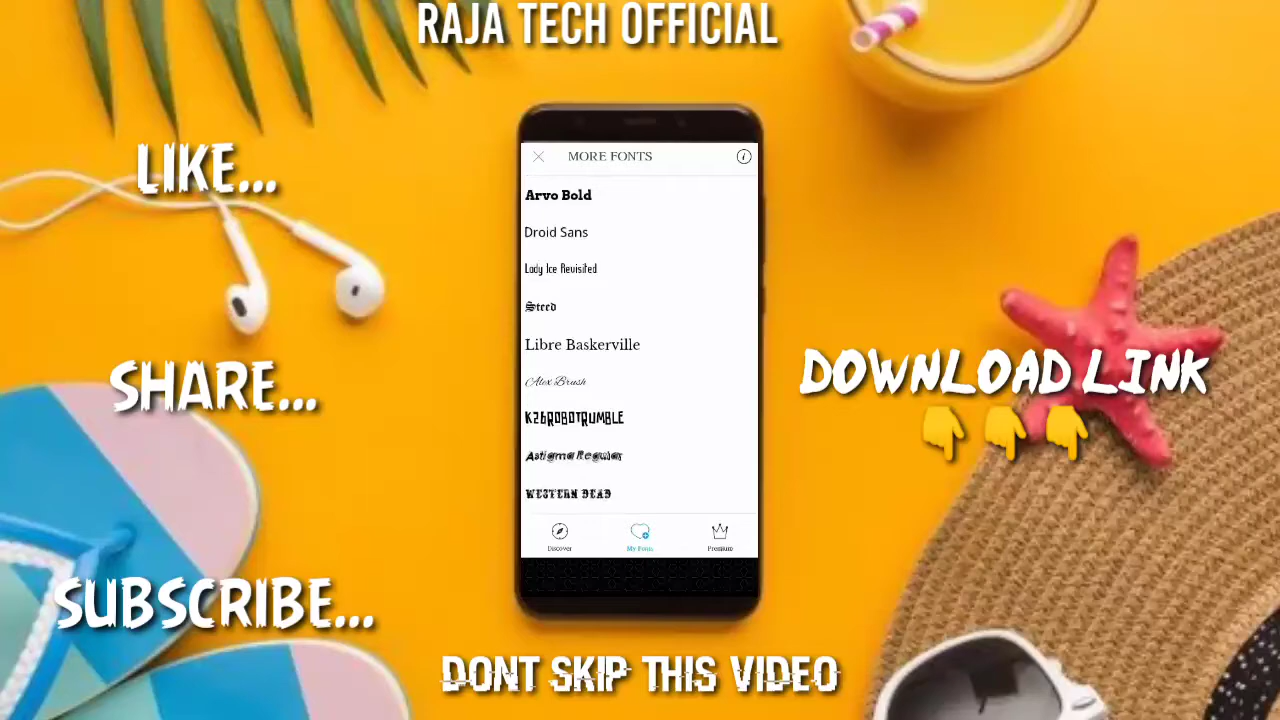 RAJA TECH OFFICIAL
LIKE...
SHARE...
SUBSCRIBE...
MORE FONTS
Arvo Bold
Droid Sans
Lady Ice Revisited
Steed
Libre Baskerville
Alex Brush
K26ROBOTRUMBLE
Astigma Regular
WESTERN DEAD
Discover
My Fonts
Premium
DOWNLOAD LINK
👇👇👇
DONT SKIP THIS VIDEO